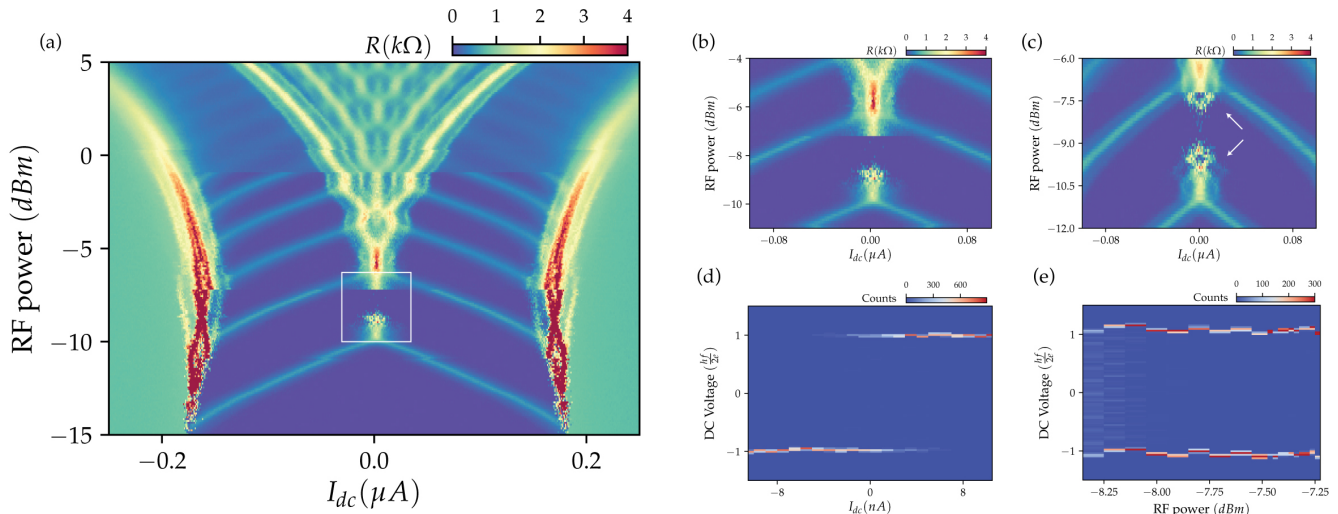 (a)
R(kΩ)
0 1 2 3 4
5
0
−5
−10
−15
RF power (dBm)
−0.2 0.0 0.2
I_dc(μA)
(b)
R(kΩ)
0 1 2 3 4
−4
−6
−8
−10
RF power (dBm)
−0.08 0.00 0.08
I_dc(μA)
(c)
R(kΩ)
0 1 2 3 4
−6.0
−7.5
−9.0
−10.5
−12.0
RF power (dBm)
−0.08 0.00 0.08
I_dc(μA)
(d)
Counts
0 300 600
1
0
−1
DC Voltage (hf/2e)
−8 0 8
I_dc(nA)
(e)
Counts
0 100 200 300
1
0
−1
DC Voltage (hf/2e)
−8.25 −8.00 −7.75 −7.50 −7.25
RF power (dBm)